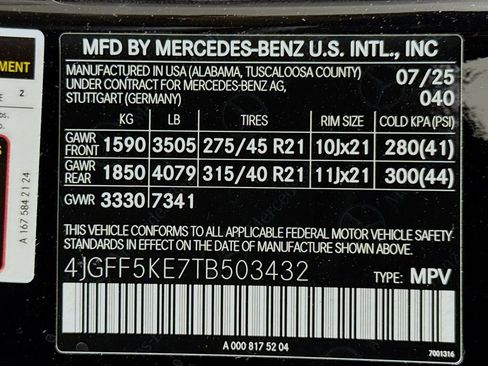 MFD BY MERCEDES-BENZ U.S. INTL., INC
MANUFACTURED IN USA (ALABAMA, TUSCALOOSA COUNTY) 07/25
UNDER CONTRACT FOR MERCEDES-BENZ AG,
STUTTGART (GERMANY) 040
KG LB TIRES RIM SIZE COLD KPA (PSI)
GAWR FRONT 1590 3505 275/45 R21 10Jx21 280(41)
GAWR REAR 1850 4079 315/40 R21 11Jx21 300(44)
GVWR 3330 7341
THIS VEHICLE CONFORMS TO ALL APPLICABLE FEDERAL MOTOR VEHICLE SAFETY
STANDARDS IN EFFECT ON THE DATE OF MANUFACTURE SHOWN ABOVE.
4JGFF5KE7TB503432 TYPE: MPV
A 000 817 52 04
7001316
A 167 584 21 24
2